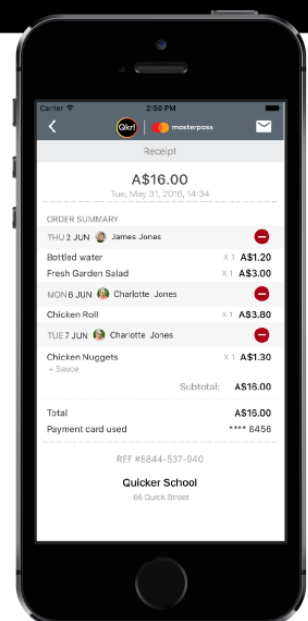 Carrier 2:50 PM
Qkr! masterpass
Receipt
A$16.00
Tue, May 31, 2016, 14:34
ORDER SUMMARY
THU 2 JUN James Jones
Bottled water X 1 A$1.20
Fresh Garden Salad X 1 A$3.00
MON 6 JUN Charlotte Jones
Chicken Roll X 1 A$3.80
TUE 7 JUN Charlotte Jones
Chicken Nuggets X 1 A$1.30
+ Sauce
Subtotal: A$16.00
Total A$16.00
Payment card used **** 8456
REF #8844-537-940
Quicker School
66 Quick Street